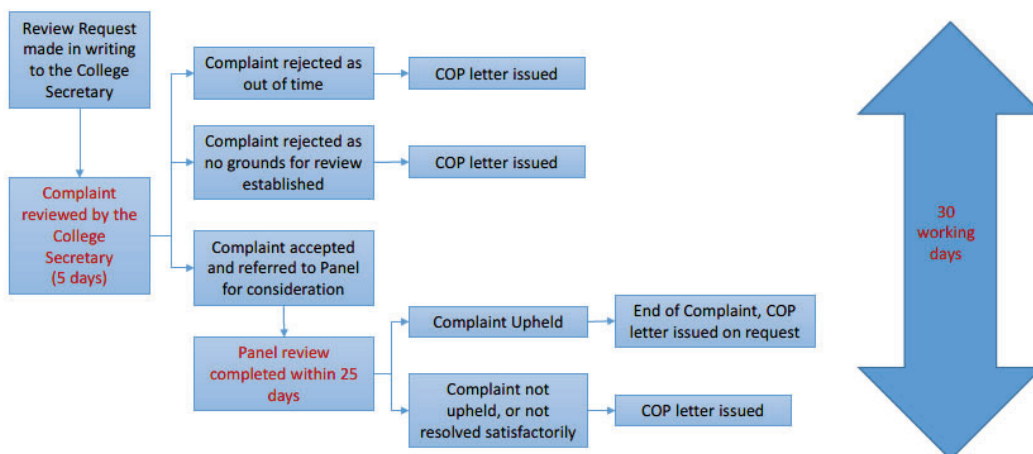 Review Request
made in writing
to the College
Secretary
Complaint rejected as
out of time
COP letter issued
Complaint rejected as
no grounds for review
established
COP letter issued
Complaint
reviewed by the
College
Secretary
(5 days)
Complaint accepted
and referred to Panel
for consideration
Panel review
completed within 25
days
Complaint Upheld
End of Complaint, COP
letter issued on request
Complaint not
upheld, or not
resolved satisfactorily
COP letter issued
30
working
days